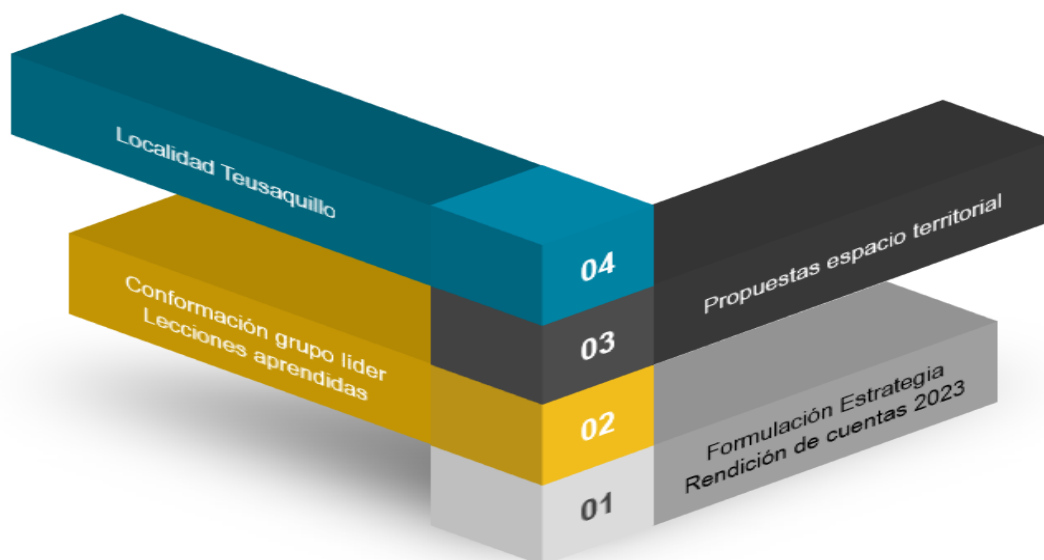 Localidad Teusaquillo
04
Propuestas espacio territorial
03
Conformación grupo líder
Lecciones aprendidas
02
Formulación Estrategia
Rendición de cuentas 2023
01